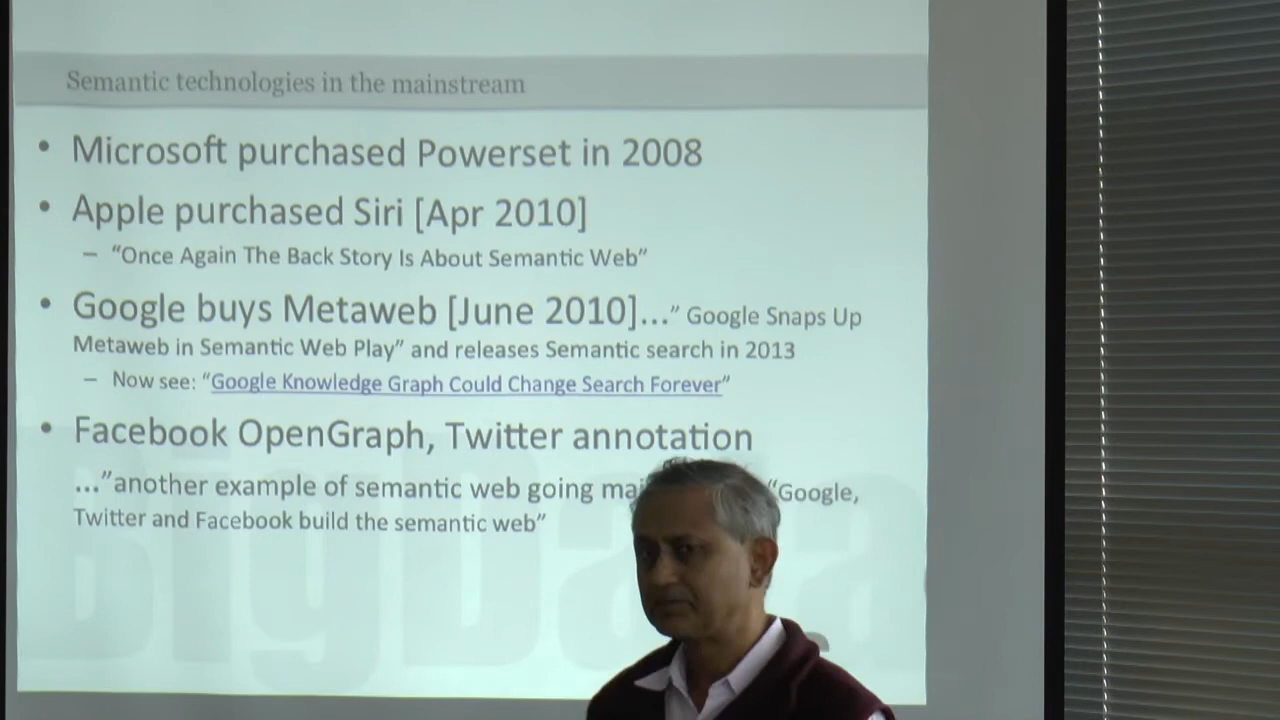 Semantic technologies in the mainstream
• Microsoft purchased Powerset in 2008
• Apple purchased Siri [Apr 2010]
– “Once Again The Back Story Is About Semantic Web”
• Google buys Metaweb [June 2010]...” Google Snaps Up
Metaweb in Semantic Web Play” and releases Semantic search in 2013
– Now see: “Google Knowledge Graph Could Change Search Forever”
• Facebook OpenGraph, Twitter annotation
...”another example of semantic web going “Google,
Twitter and Facebook build the semantic web”
BigData